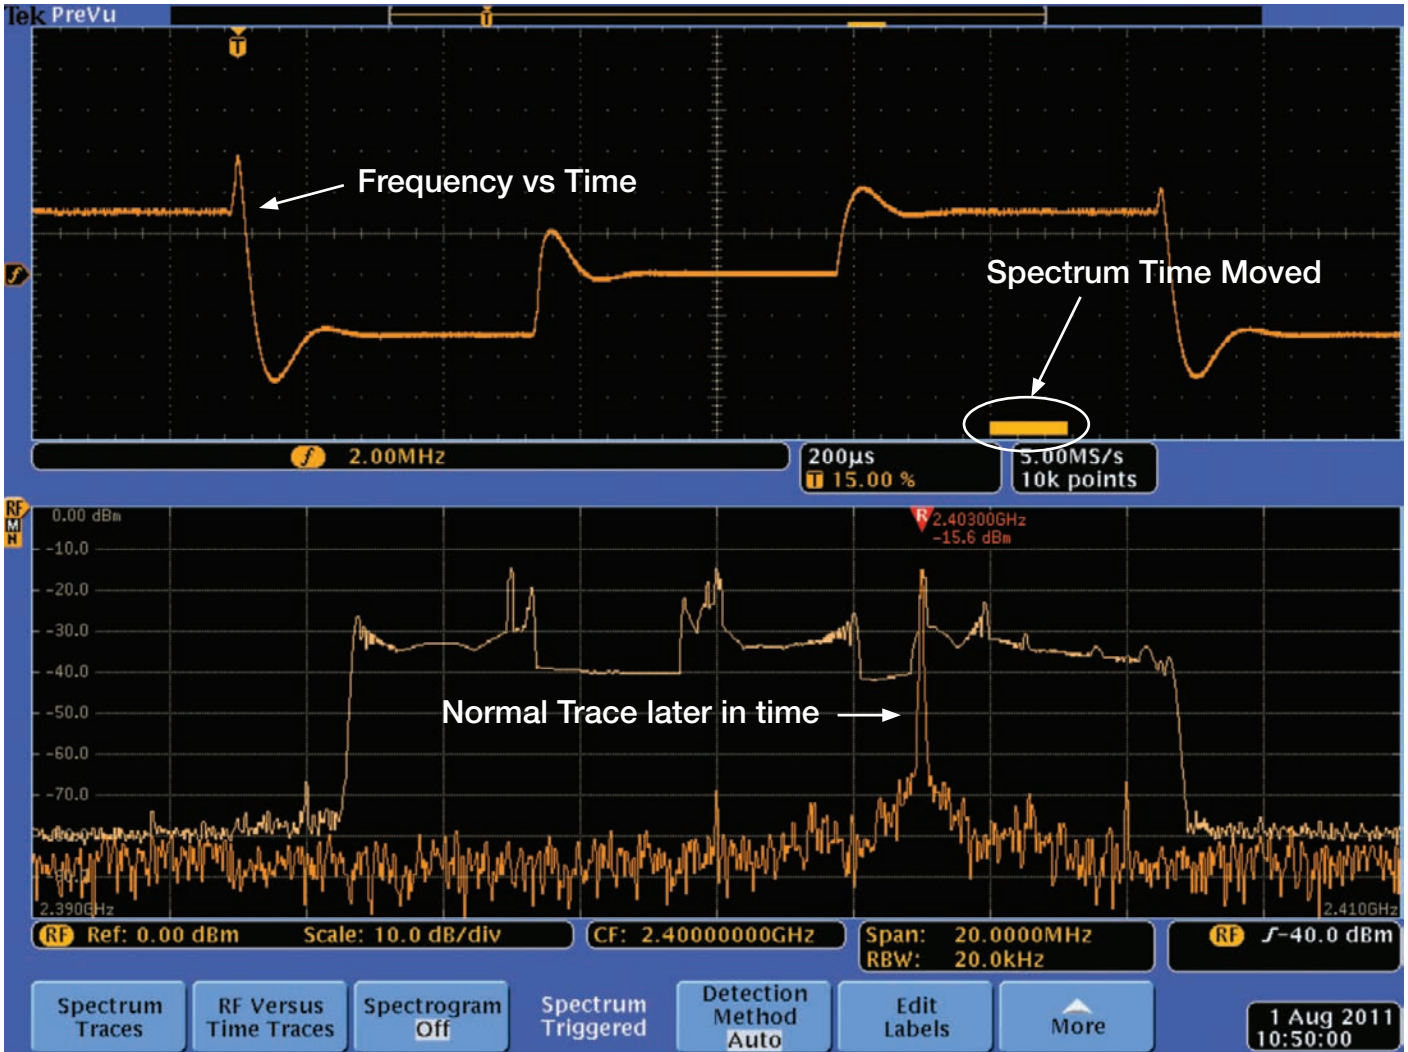 Tek PreVu
T
T
Frequency vs Time
f
Spectrum Time Moved
f 2.00MHz
200µs
T 15.00 %
5.00MS/s
10k points
RF
M
N
0.00 dBm
R 2.40300GHz
-15.6 dBm
-10.0
-20.0
-30.0
-40.0
-50.0
Normal Trace later in time
-60.0
-70.0
2.390GHz
2.410GHz
RF Ref: 0.00 dBm Scale: 10.0 dB/div
CF: 2.40000000GHz
Span: 20.0000MHz
RBW: 20.0kHz
RF -40.0 dBm
Spectrum
Traces
RF Versus
Time Traces
Spectrogram
Off
Spectrum
Triggered
Detection
Method
Auto
Edit
Labels
More
1 Aug 2011
10:50:00